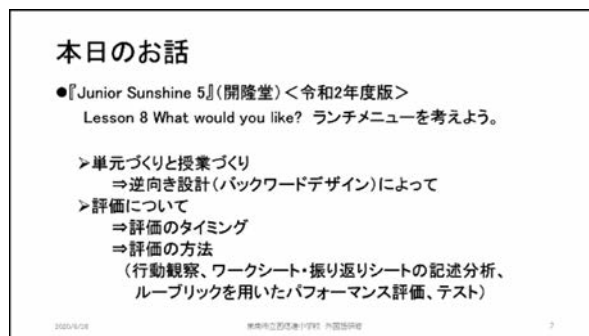 本日のお話
●『Junior Sunshine 5』(開隆堂)<令和2年度版>
Lesson 8 What would you like? ランチメニューを考えよう。
➢単元づくりと授業づくり
⇒逆向き設計(バックワードデザイン)によって
➢評価について
⇒評価のタイミング
⇒評価の方法
(行動観察、ワークシート・振り返りシートの記述分析、
ルーブリックを用いたパフォーマンス評価、テスト)
7